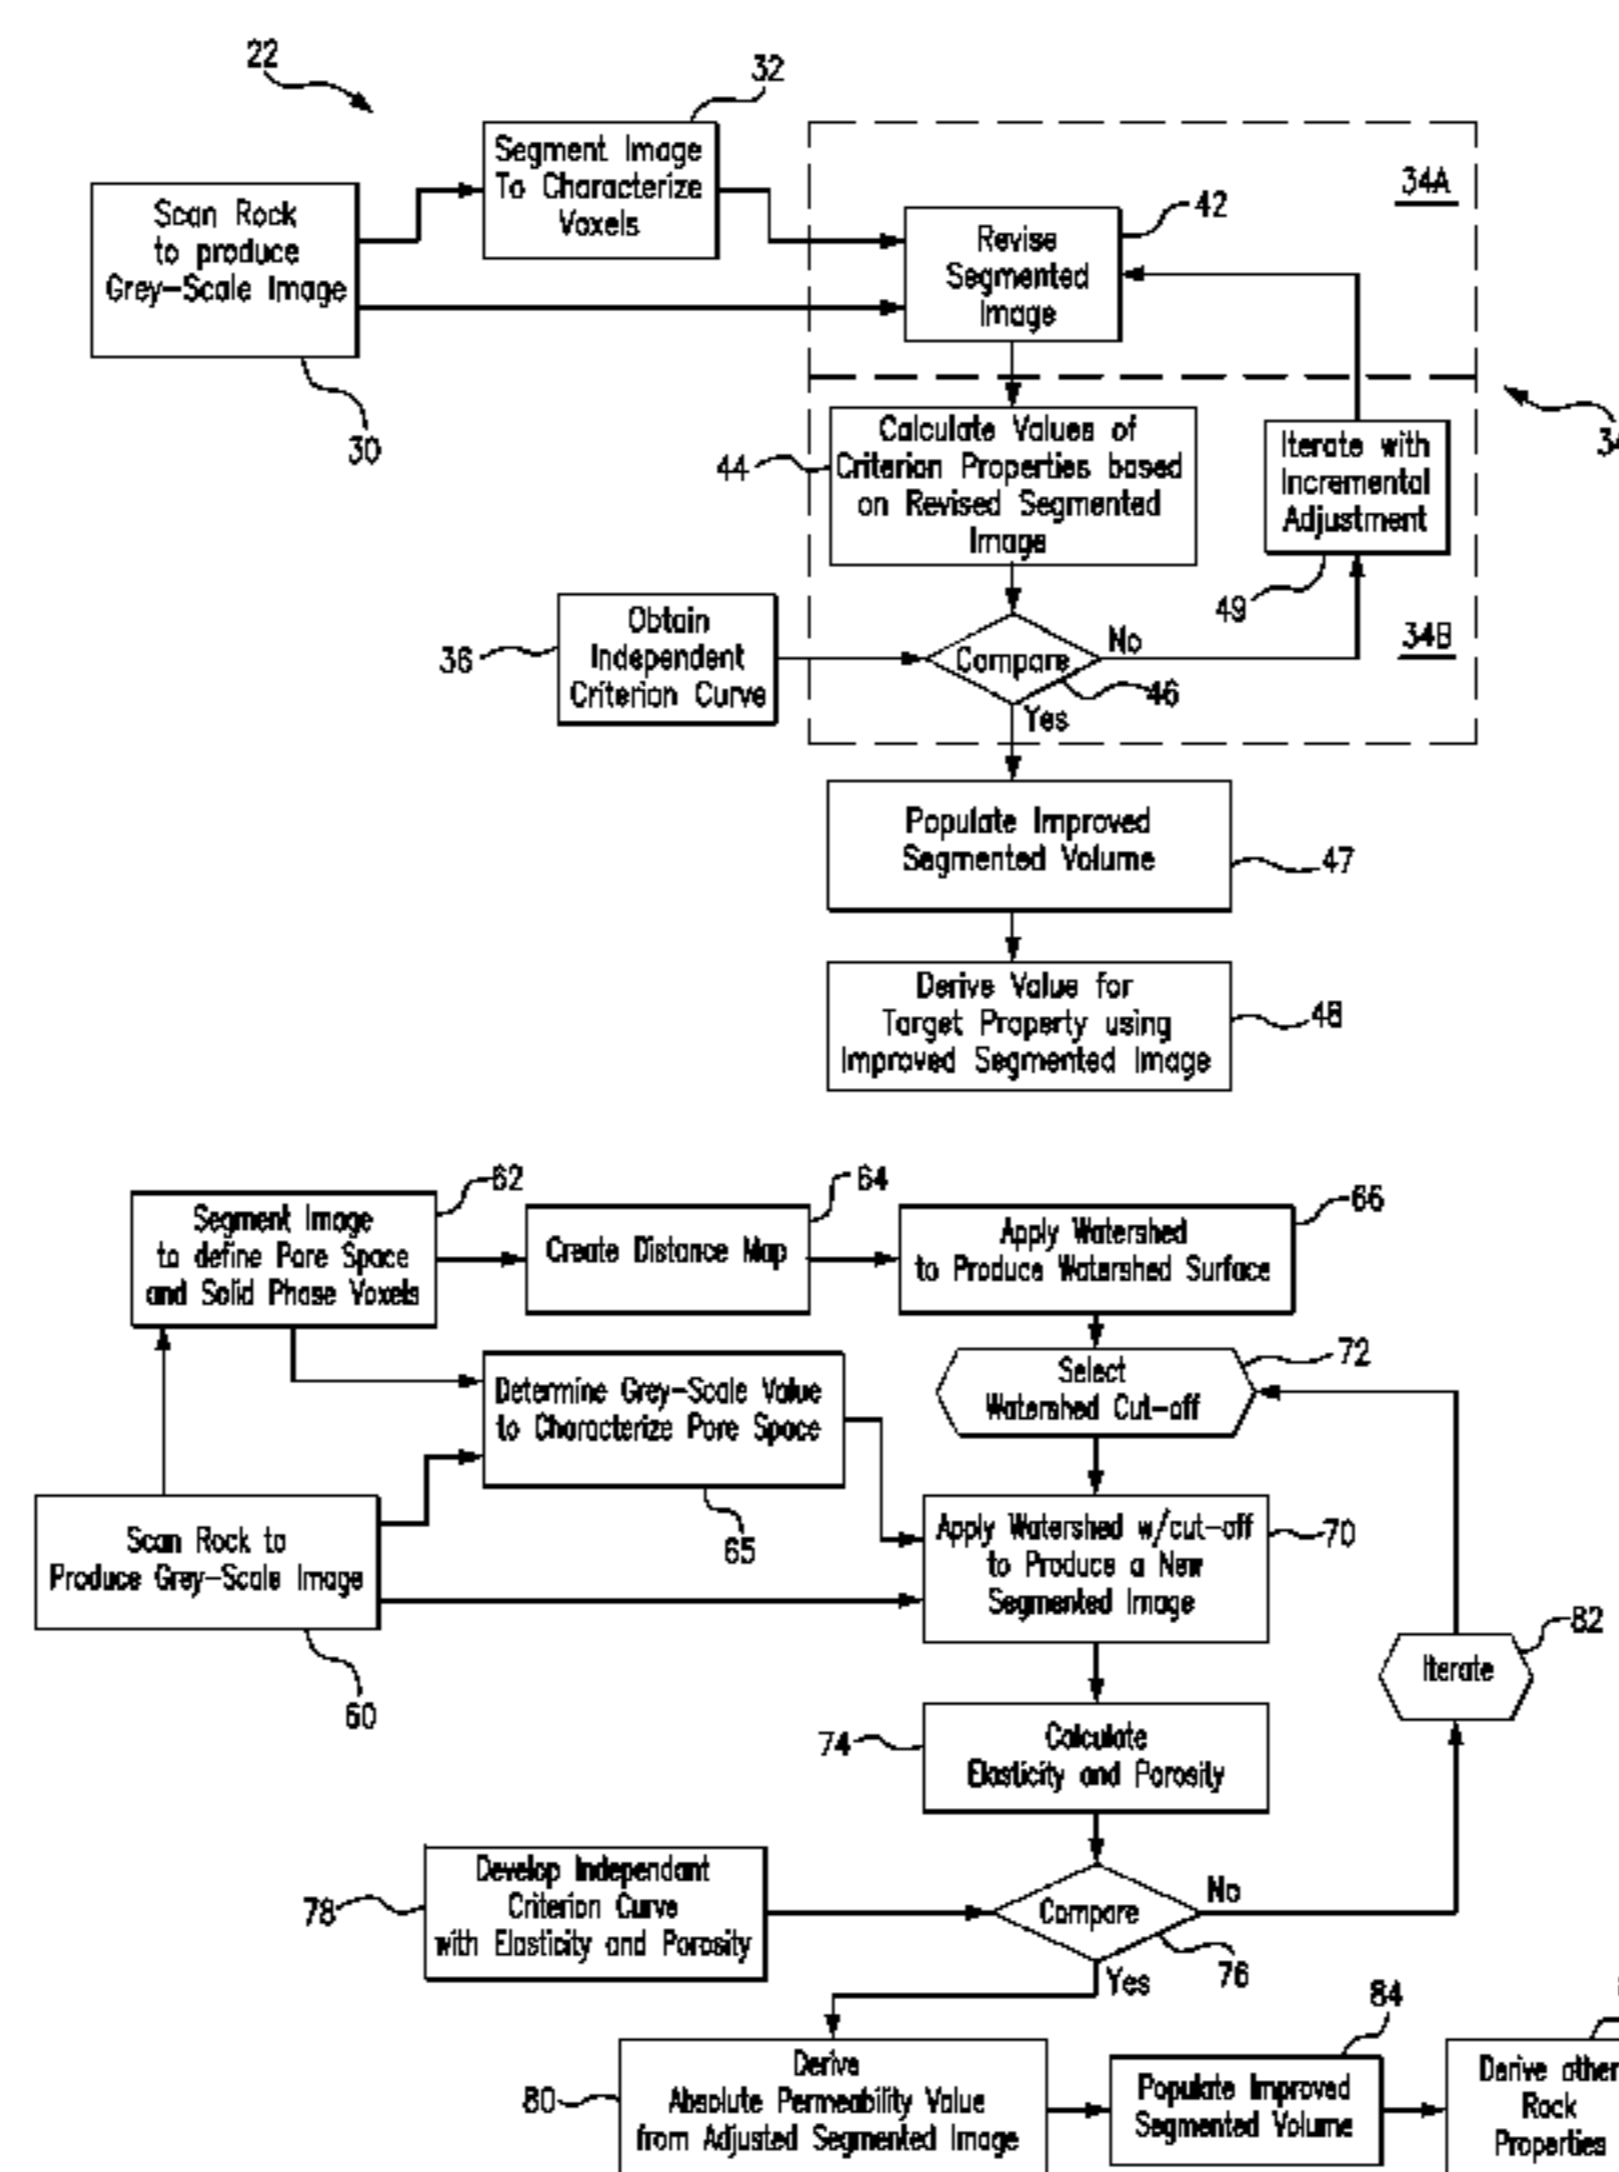 22
32
Segment Image
To Characterize
Voxels
34A
Scan Rock
to produce
Grey-Scale Image
42
Revise
Segmented
Image
30
34
44
Calculate Values of
Criterion Properties based
on Revised Segmented
Image
Iterate with
Incremental
Adjustment
49
34B
36
Obtain
Independent
Criterion Curve
Compare
No
46
Yes
Populate Improved
Segmented Volume
47
Derive Value for
Target Property using
Improved Segmented Image
48
62
Segment Image
to define Pore Space
and Solid Phase Voxels
64
Create Distance Map
66
Apply Watershed
to Produce Watershed Surface
72
Select
Watershed Cut-off
Determine Grey-Scale Value
to Characterize Pore Space
65
Scan Rock to
Produce Grey-Scale Image
60
Apply Watershed w/cut-off
to Produce a New
Segmented Image
70
82
Iterate
74
Calculate
Elasticity and Porosity
78
Develop Independant
Criterion Curve
with Elasticity and Porosity
Compare
No
76
Yes
80
Derive
Absolute Permeability Value
from Adjusted Segmented Image
84
Populate Improved
Segmented Volume
Derive other
Rock
Properties